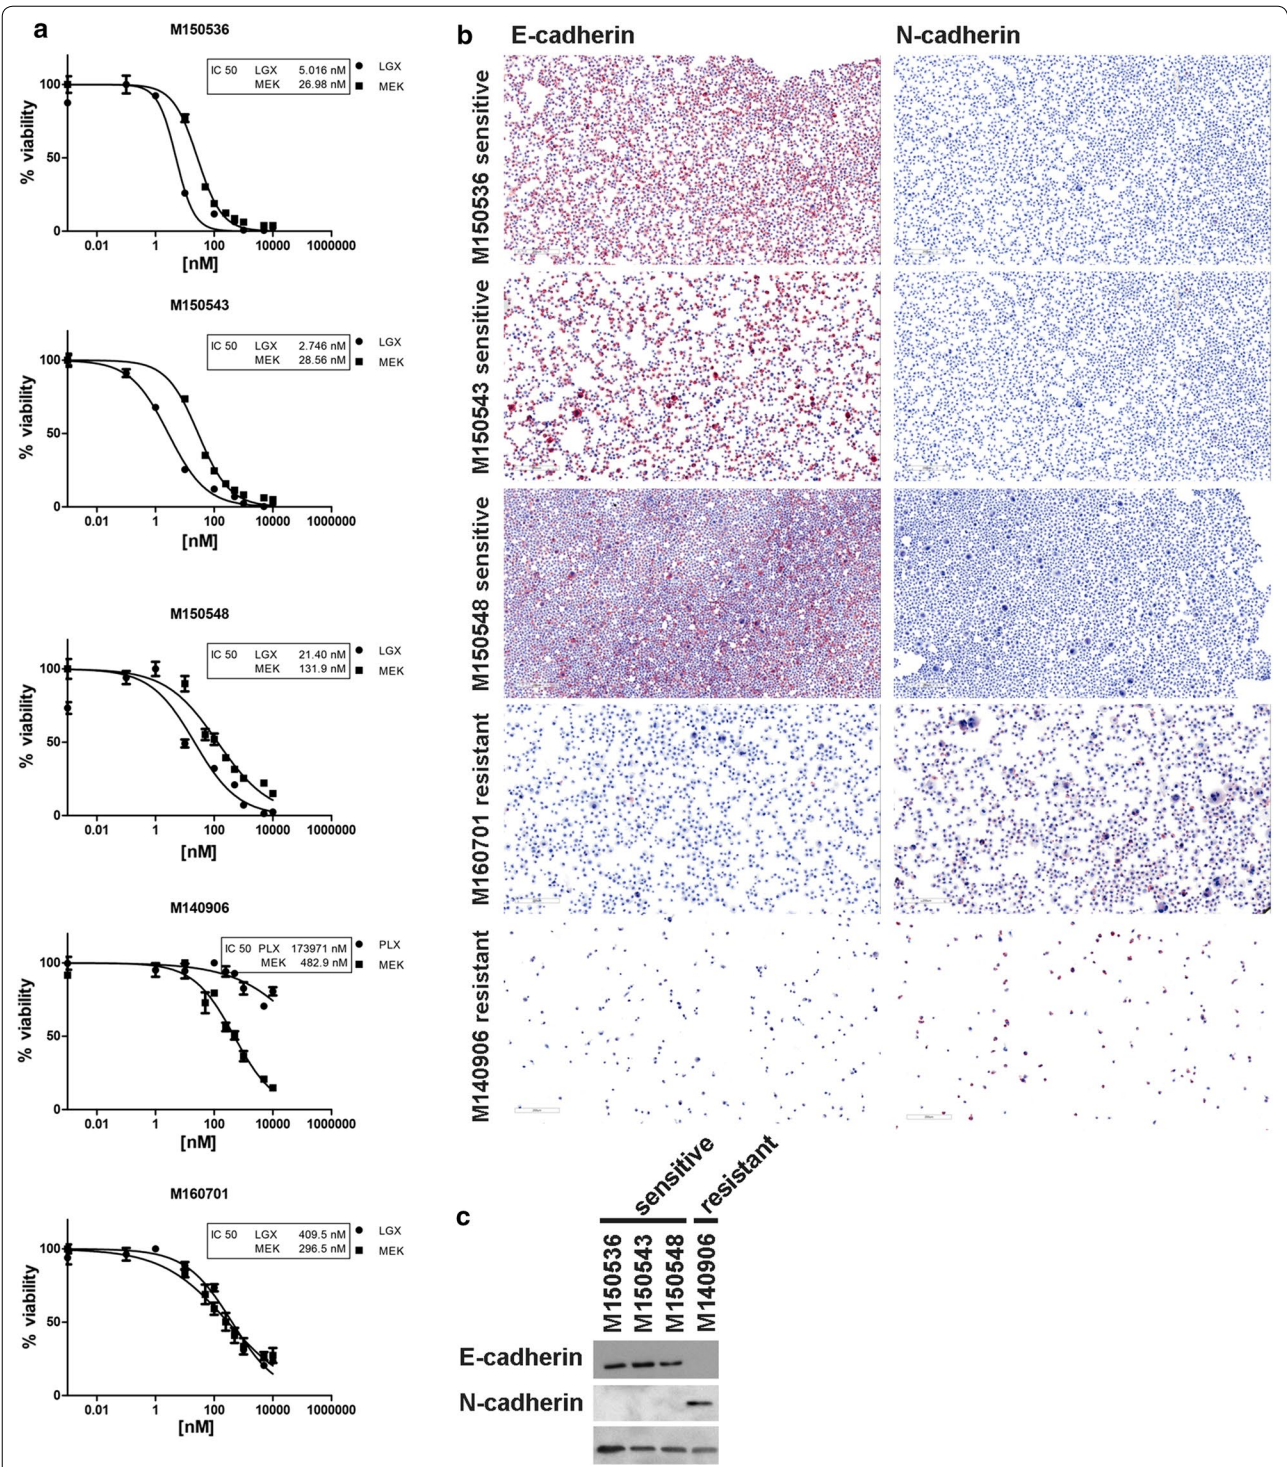 a
M150536
IC 50 LGX 5.016 nM
MEK 26.98 nM
LGX
MEK
100
50
0
% viability
0.01 1 100 10000 1000000
[nM]
M150543
IC 50 LGX 2.746 nM
MEK 28.56 nM
LGX
MEK
100
50
0
% viability
0.01 1 100 10000 1000000
[nM]
M150548
IC 50 LGX 21.40 nM
MEK 131.9 nM
LGX
MEK
100
50
0
% viability
0.01 1 100 10000 1000000
[nM]
M140906
IC 50 PLX 173971 nM
MEK 482.9 nM
PLX
MEK
100
50
0
% viability
0.01 1 100 10000 1000000
[nM]
M160701
IC 50 LGX 409.5 nM
MEK 296.5 nM
LGX
MEK
100
50
0
% viability
0.01 1 100 10000 1000000
[nM]
b
E-cadherin N-cadherin
M150536 sensitive
M150543 sensitive
M150548 sensitive
M160701 resistant
M140906 resistant
c
sensitive
resistant
M150536
M150543
M150548
M140906
E-cadherin
N-cadherin